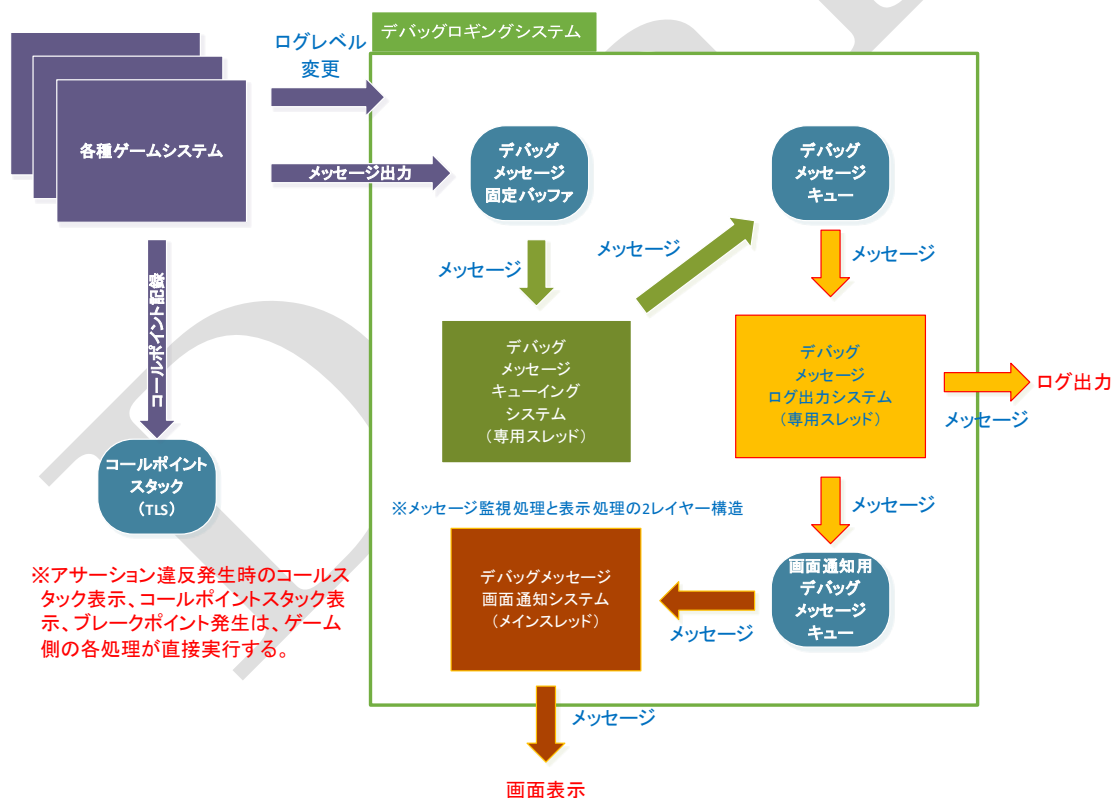 デバッグロギングシステム
ログレベル
変更
各種ゲームシステム
メッセージ出力
デバッグ
メッセージ
固定バッファ
デバッグ
メッセージ
キュー
メッセージ
メッセージ
メッセージ
コールポイント記録
デバッグ
メッセージ
キューイング
システム
（専用スレッド）
デバッグ
メッセージ
ログ出力システム
（専用スレッド）
ログ出力
メッセージ
コールポイント
スタック
（TLS）
メッセージ
※メッセージ監視処理と表示処理の2レイヤー構造
※アサーション違反発生時のコールス
タック表示、コールポイントスタック表
示、ブレークポイント発生は、ゲーム
側の各処理が直接実行する。
デバッグメッセージ
画面通知システム
（メインスレッド）
メッセージ
画面通知用
デバッグ
メッセージ
キュー
メッセージ
画面表示